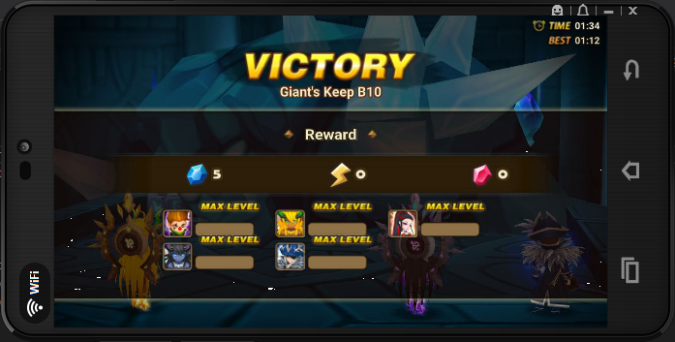 TIME 01:34
BEST 01:12
VICTORY
Giant's Keep B10
Reward
5 0 0
MAX LEVEL MAX LEVEL MAX LEVEL
MAX LEVEL MAX LEVEL
WiFi